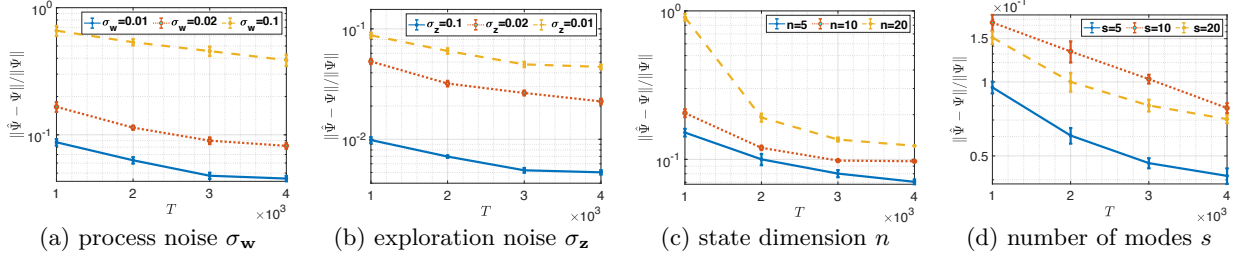 σw=0.01 σw=0.02 σw=0.1
10^0
10^-1
‖Ψ̂ − Ψ‖/‖Ψ‖
1 2 3 4
T
×10^3
(a) process noise σw
σz=0.1 σz=0.02 σz=0.01
10^-1
10^-2
‖Ψ̂ − Ψ‖/‖Ψ‖
1 2 3 4
T
×10^3
(b) exploration noise σz
n=5 n=10 n=20
10^0
10^-1
‖Ψ̂ − Ψ‖/‖Ψ‖
1 2 3 4
T
×10^3
(c) state dimension n
×10^-1
s=5 s=10 s=20
1.5
1
0.5
‖Ψ̂ − Ψ‖/‖Ψ‖
1 2 3 4
T
×10^3
(d) number of modes s